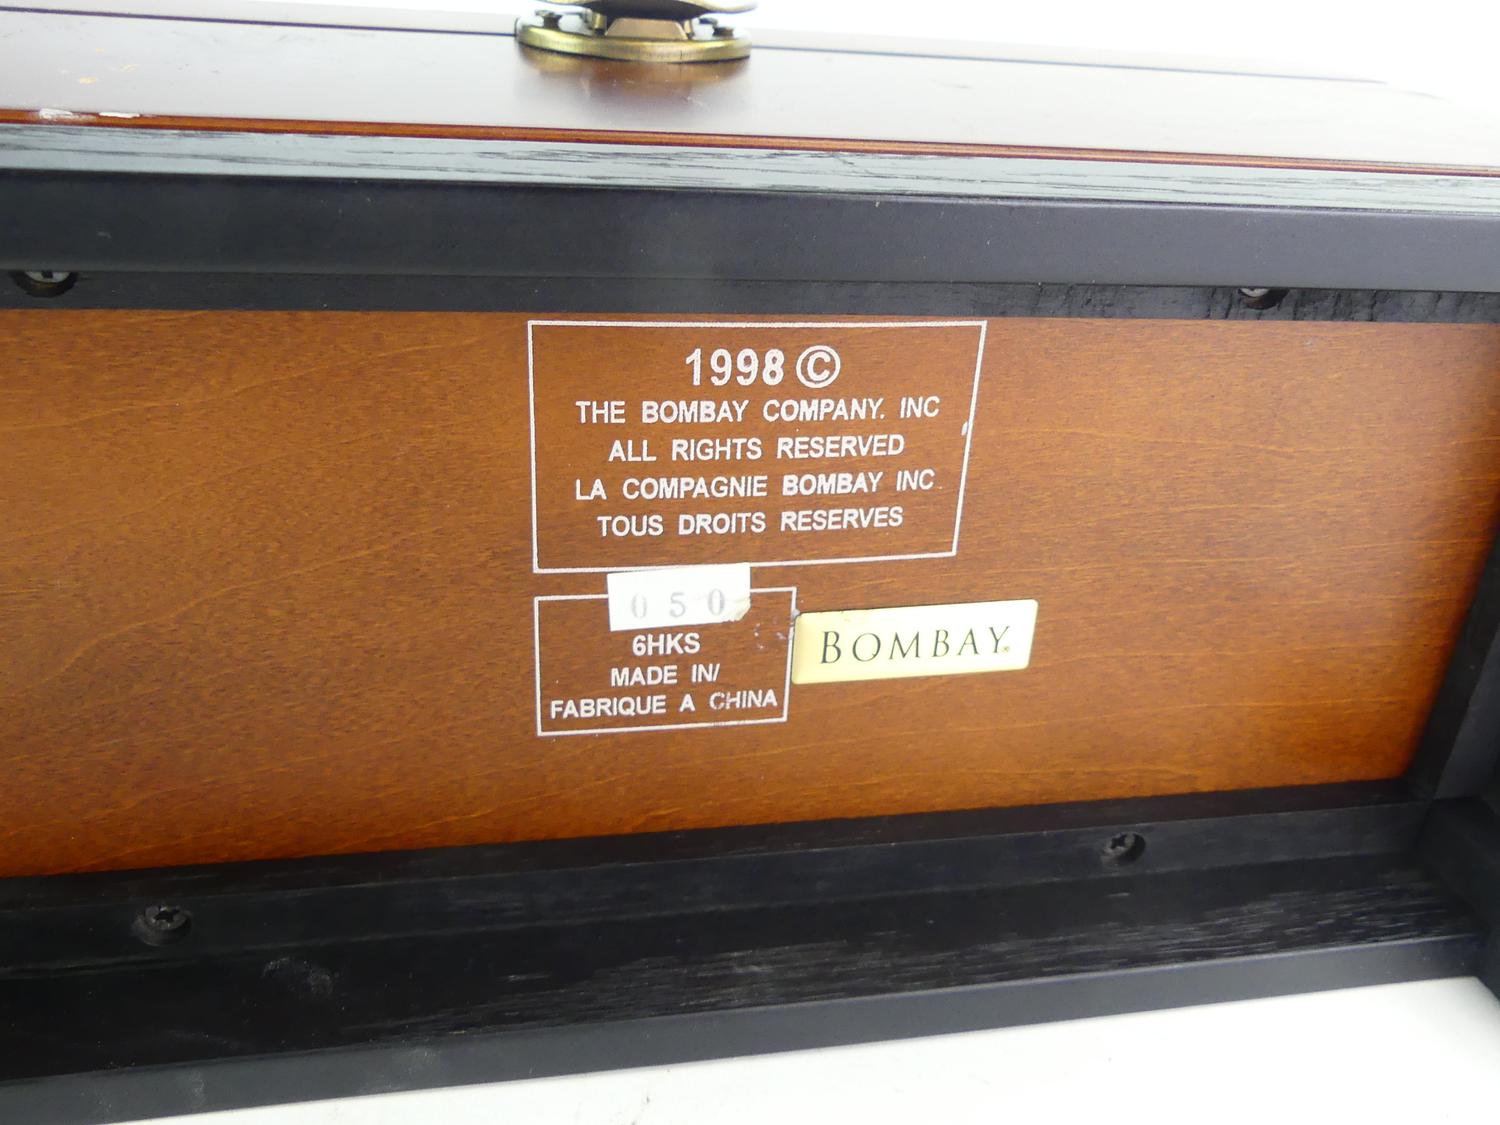 1998 ©
THE BOMBAY COMPANY. INC
ALL RIGHTS RESERVED
LA COMPAGNIE BOMBAY INC.
TOUS DROITS RESERVES
050
6HKS
MADE IN/
FABRIQUE A CHINA
BOMBAY®